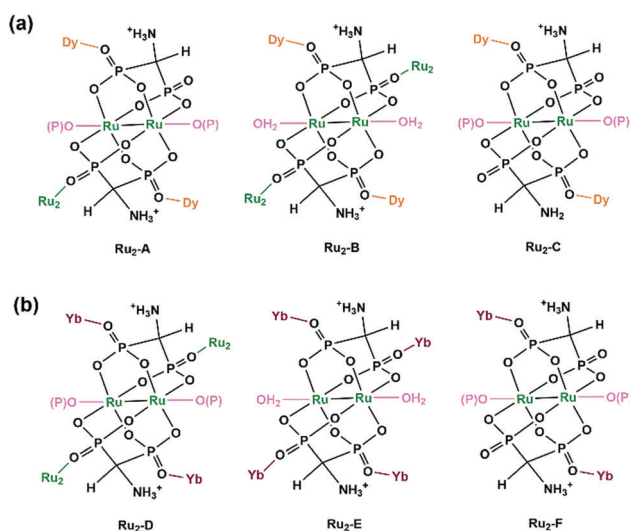 (a)
⁺H₃N ⁺H₃N ⁺H₃N
Dy O H Dy O H Dy O H
P P P
Ru₂
O O P O O O P O O O P O
O O O O O O
(P)O Ru Ru O(P) OH₂ Ru Ru OH₂ (P)O Ru Ru O(P)
O O O O O O O O O O O O
P P P P P P
O O O O O O
Ru₂ H NH₃⁺ Dy Ru₂ H NH₃⁺ Dy H NH₂ Dy
Ru₂-A Ru₂-B Ru₂-C
(b)
⁺H₃N ⁺H₃N ⁺H₃N
Yb O H Yb O H Yb O H
P Ru₂ P Yb P
O O P O O O P O O O P O
O O O O O O
(P)O Ru Ru O(P) OH₂ Ru Ru OH₂ (P)O Ru Ru O(P)
O O O O O O O O O O O O
P P P P P P
O O O O O O
Ru₂ H NH₃⁺ Yb Yb H NH₃⁺ Yb H NH₃⁺ Yb
Ru₂-D Ru₂-E Ru₂-F